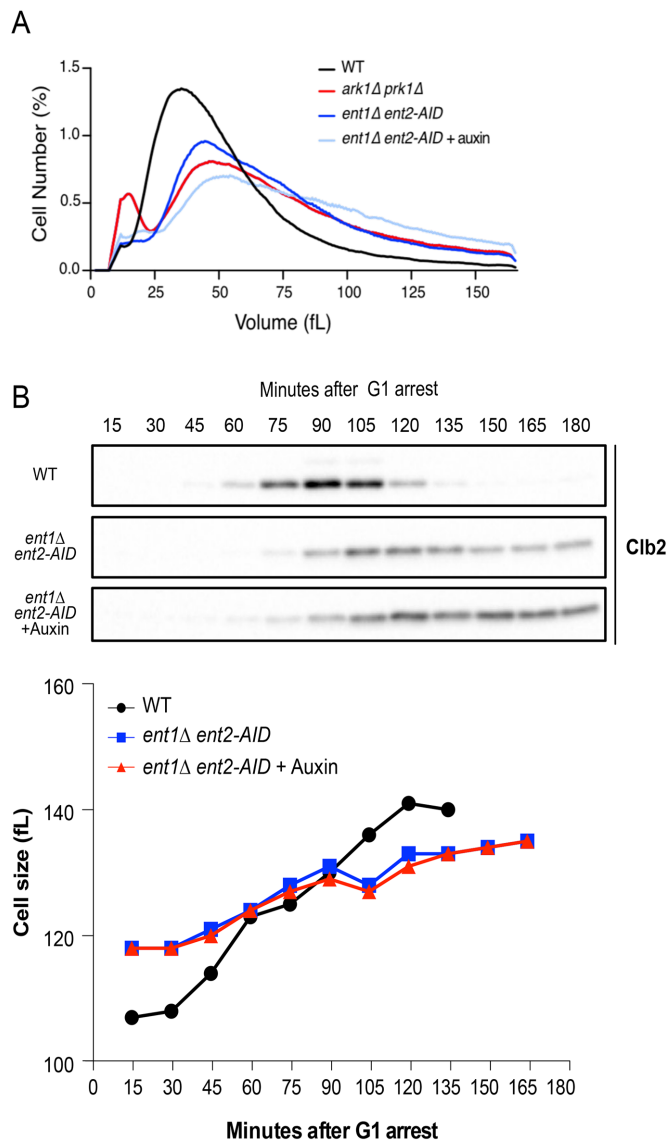 A
1.5
1.0
0.5
0.0
Cell Number (%)
WT
ark1Δ prk1Δ
ent1Δ ent2-AID
ent1Δ ent2-AID + auxin
0 25 50 75 100 125 150
Volume (fL)
B
Minutes after G1 arrest
15 30 45 60 75 90 105 120 135 150 165 180
WT
ent1Δ
ent2-AID
ent1Δ
ent2-AID
+Auxin
Clb2
160
140
120
100
Cell size (fL)
WT
ent1Δ ent2-AID
ent1Δ ent2-AID + Auxin
0 15 30 45 60 75 90 105 120 135 150 165 180
Minutes after G1 arrest